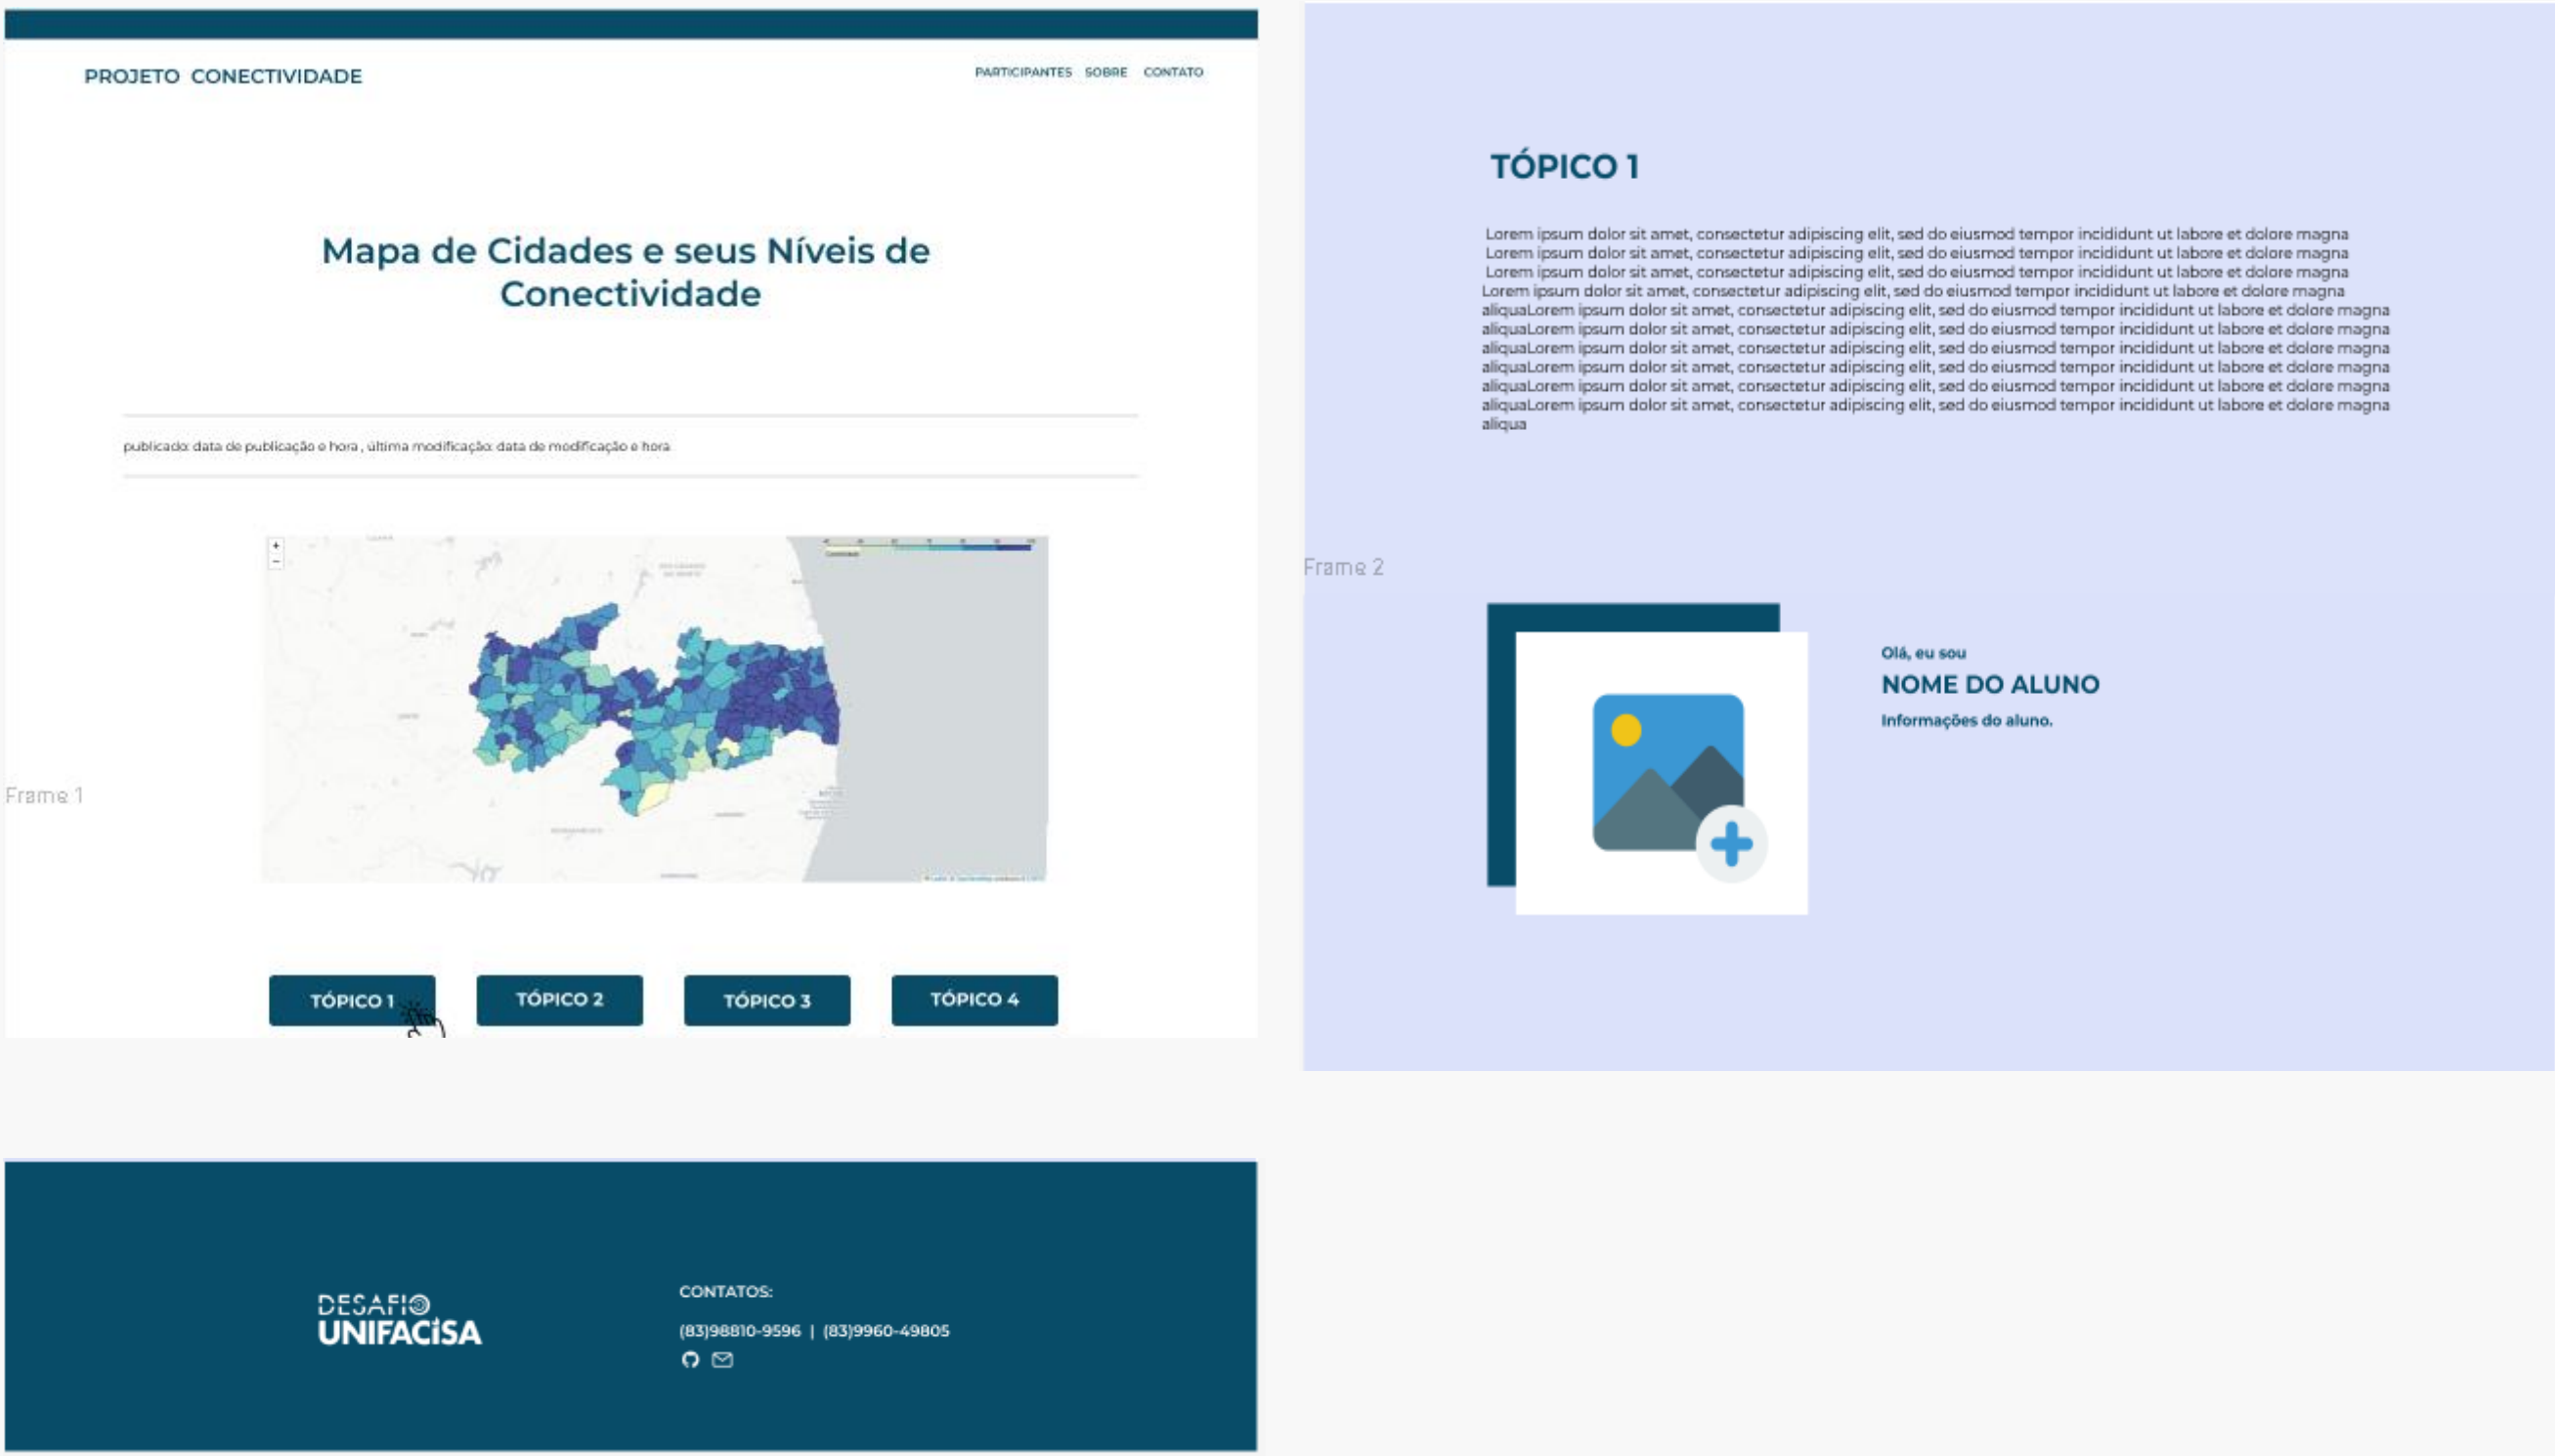 PROJETO CONECTIVIDADE
PARTICIPANTES SOBRE CONTATO
Mapa de Cidades e seus Níveis de
Conectividade
publicado: data de publicação e hora , última modificação: data de modificação e hora.
+
−
Frame 1
TÓPICO 1
TÓPICO 2
TÓPICO 3
TÓPICO 4
TÓPICO 1
Lorem ipsum dolor sit amet, consectetur adipiscing elit, sed do eiusmod tempor incididunt ut labore et dolore magna
Lorem ipsum dolor sit amet, consectetur adipiscing elit, sed do eiusmod tempor incididunt ut labore et dolore magna
Lorem ipsum dolor sit amet, consectetur adipiscing elit, sed do eiusmod tempor incididunt ut labore et dolore magna
Lorem ipsum dolor sit amet, consectetur adipiscing elit, sed do eiusmod tempor incididunt ut labore et dolore magna
aliquaLorem ipsum dolor sit amet, consectetur adipiscing elit, sed do eiusmod tempor incididunt ut labore et dolore magna
aliquaLorem ipsum dolor sit amet, consectetur adipiscing elit, sed do eiusmod tempor incididunt ut labore et dolore magna
aliquaLorem ipsum dolor sit amet, consectetur adipiscing elit, sed do eiusmod tempor incididunt ut labore et dolore magna
aliquaLorem ipsum dolor sit amet, consectetur adipiscing elit, sed do eiusmod tempor incididunt ut labore et dolore magna
aliquaLorem ipsum dolor sit amet, consectetur adipiscing elit, sed do eiusmod tempor incididunt ut labore et dolore magna
aliquaLorem ipsum dolor sit amet, consectetur adipiscing elit, sed do eiusmod tempor incididunt ut labore et dolore magna
aliqua
Frame 2
Olá, eu sou
NOME DO ALUNO
Informações do aluno.
DESAFIO
UNIFACISA
CONTATOS:
(83)98810-9596 | (83)9960-49805